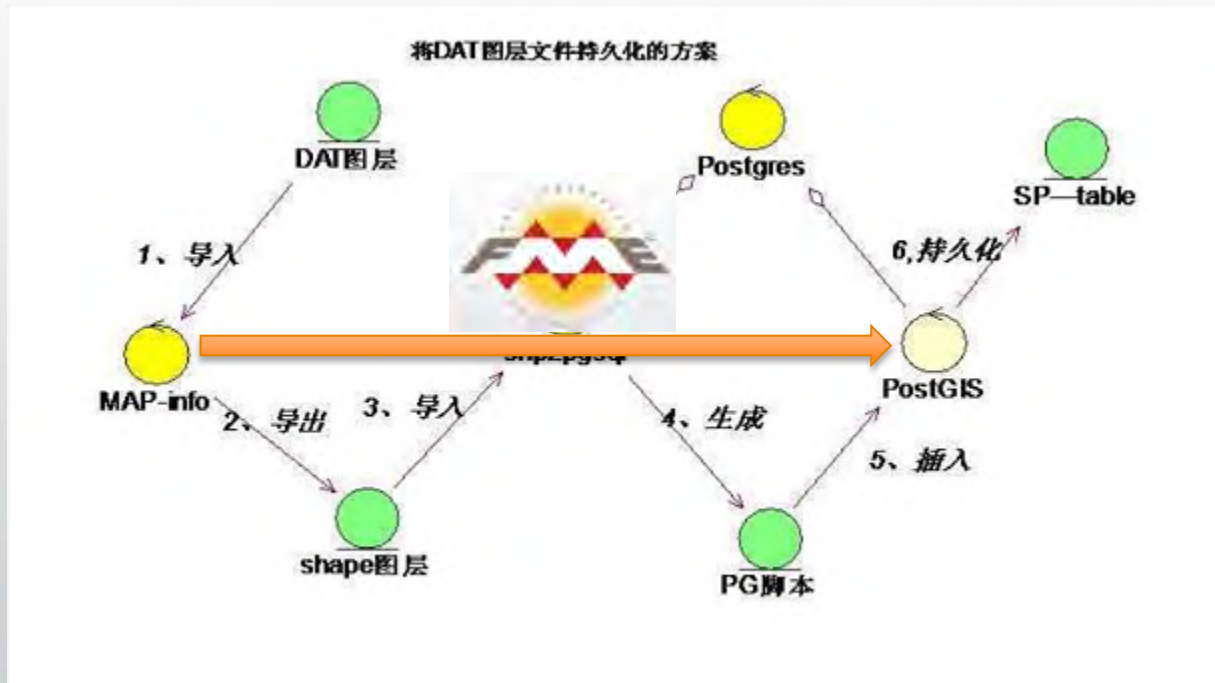 将DAT图层文件持久化的方案
DAT图层
Postgres
SP—table
1、导入
FME
6,持久化
MAP-info
PostGIS
2、导出
3、导入
4、生成
5、插入
shape图层
PG脚本